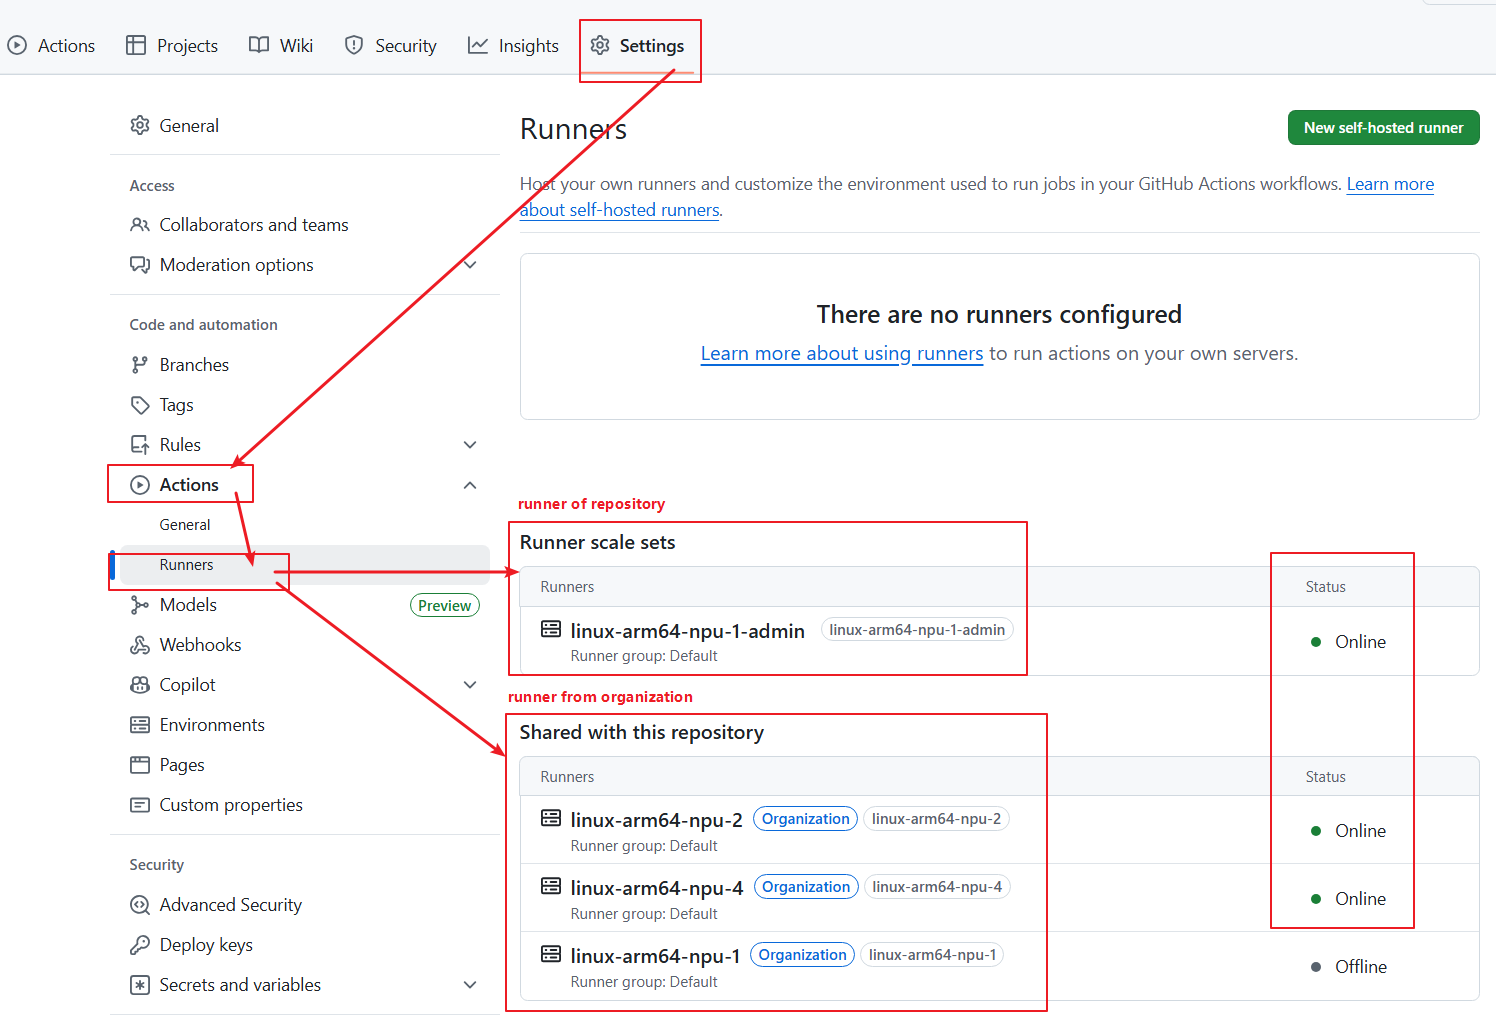 Actions Projects Wiki Security Insights Settings
General
Access
Collaborators and teams
Moderation options
Code and automation
Branches
Tags
Rules
Actions
General
Runners
Models Preview
Webhooks
Copilot
Environments
Pages
Custom properties
Security
Advanced Security
Deploy keys
Secrets and variables
Runners
New self-hosted runner
Host your own runners and customize the environment used to run jobs in your GitHub Actions workflows. Learn more
about self-hosted runners.
There are no runners configured
Learn more about using runners to run actions on your own servers.
runner of repository
Runner scale sets
Runners Status
linux-arm64-npu-1-admin linux-arm64-npu-1-admin Online
Runner group: Default
runner from organization
Shared with this repository
Runners Status
linux-arm64-npu-2 Organization linux-arm64-npu-2 Online
Runner group: Default
linux-arm64-npu-4 Organization linux-arm64-npu-4 Online
Runner group: Default
linux-arm64-npu-1 Organization linux-arm64-npu-1 Offline
Runner group: Default